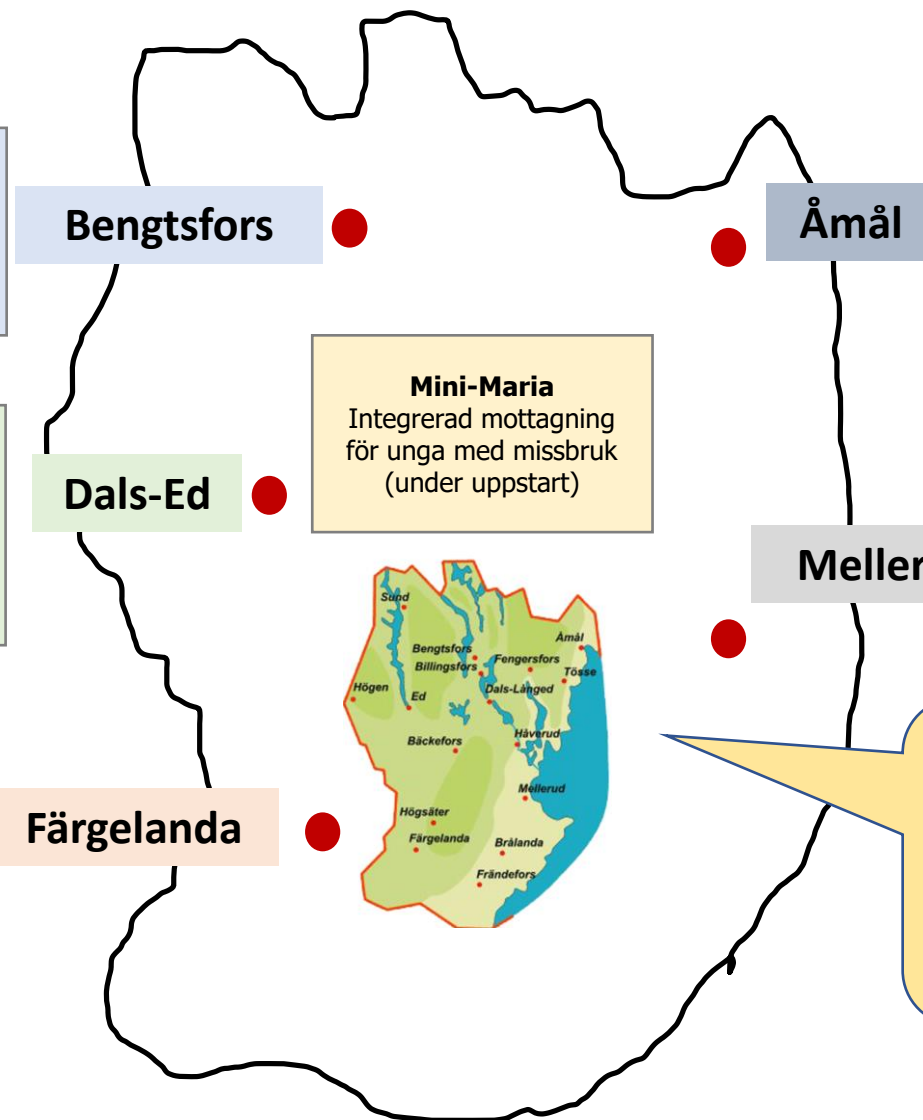 Bengtsfors
Åmål
Mini-Maria
Integrerad mottagning
för unga med missbruk
(under uppstart)
Dals-Ed
Meller
Sund
Åmål
Bengtsfors
Billingsfors
Fengersfors
Tösse
Högen
Ed
Dals-Långed
Bäckefors
Håverud
Mellerud
Högsäter
Färgelanda
Brålanda
Frändefors
Färgelanda